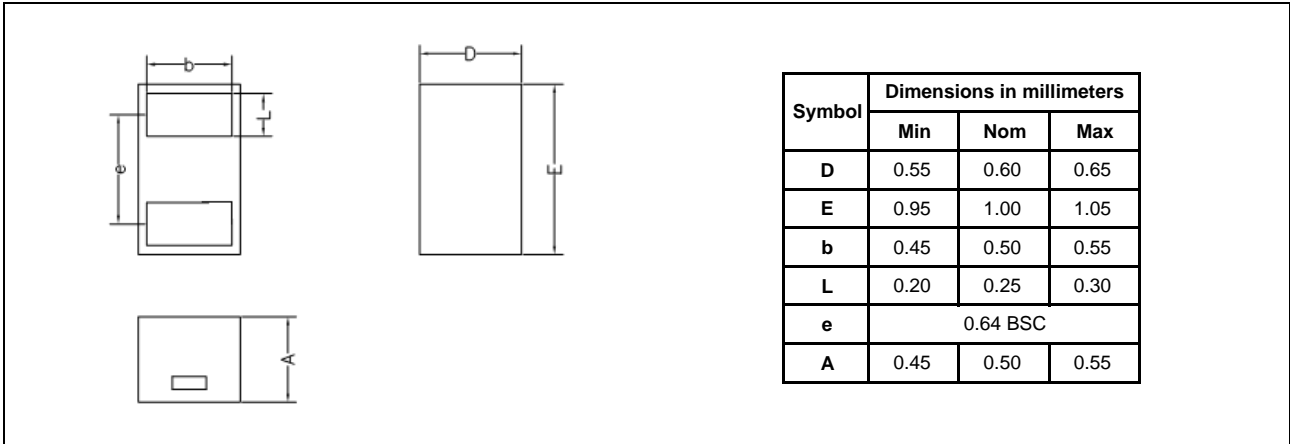 b
L
e
D
E
A
Symbol Dimensions in millimeters
Min Nom Max
D 0.55 0.60 0.65
E 0.95 1.00 1.05
b 0.45 0.50 0.55
L 0.20 0.25 0.30
e 0.64 BSC
A 0.45 0.50 0.55